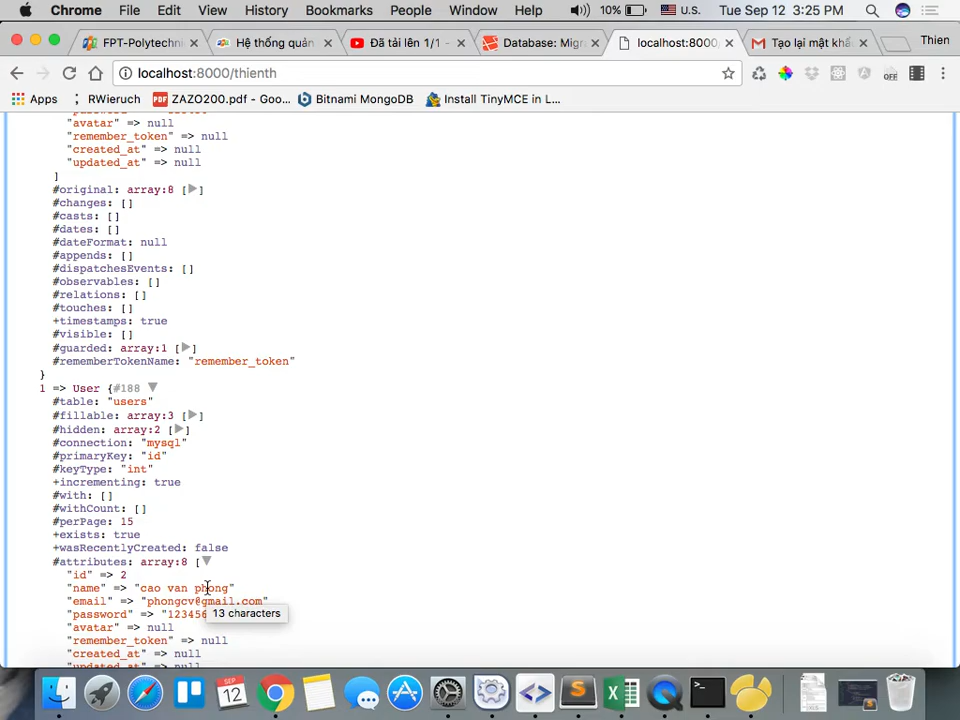 Chrome File Edit View History Bookmarks People Window Help 10% U.S. Tue Sep 12 3:25 PM
FPT-Polytechni Hệ thống quản Đã tải lên 1/1 - Database: Migra localhost:8000/ Tạo lại mật khẩ Thien
localhost:8000/thienth
Apps RWieruch ZAZO200.pdf - Goo... Bitnami MongoDB Install TinyMCE in L...
"avatar" => null
"remember_token" => null
"created_at" => null
"updated_at" => null
]
#original: array:8 [▶]
#changes: []
#casts: []
#dates: []
#dateFormat: null
#appends: []
#dispatchesEvents: []
#observables: []
#relations: []
#touches: []
+timestamps: true
#visible: []
#guarded: array:1 [▶]
#rememberTokenName: "remember_token"
}
1 => User {#188 ▼
#table: "users"
#fillable: array:3 [▶]
#hidden: array:2 [▶]
#connection: "mysql"
#primaryKey: "id"
#keyType: "int"
+incrementing: true
#with: []
#withCount: []
#perPage: 15
+exists: true
+wasRecentlyCreated: false
#attributes: array:8 [▼
"id" => 2
"name" => "cao van phong"
"email" => "phongcv@gmail.com"
"password" => "123456
13 characters
"avatar" => null
"remember_token" => null
"created_at" => null
"updated_at" => null
12